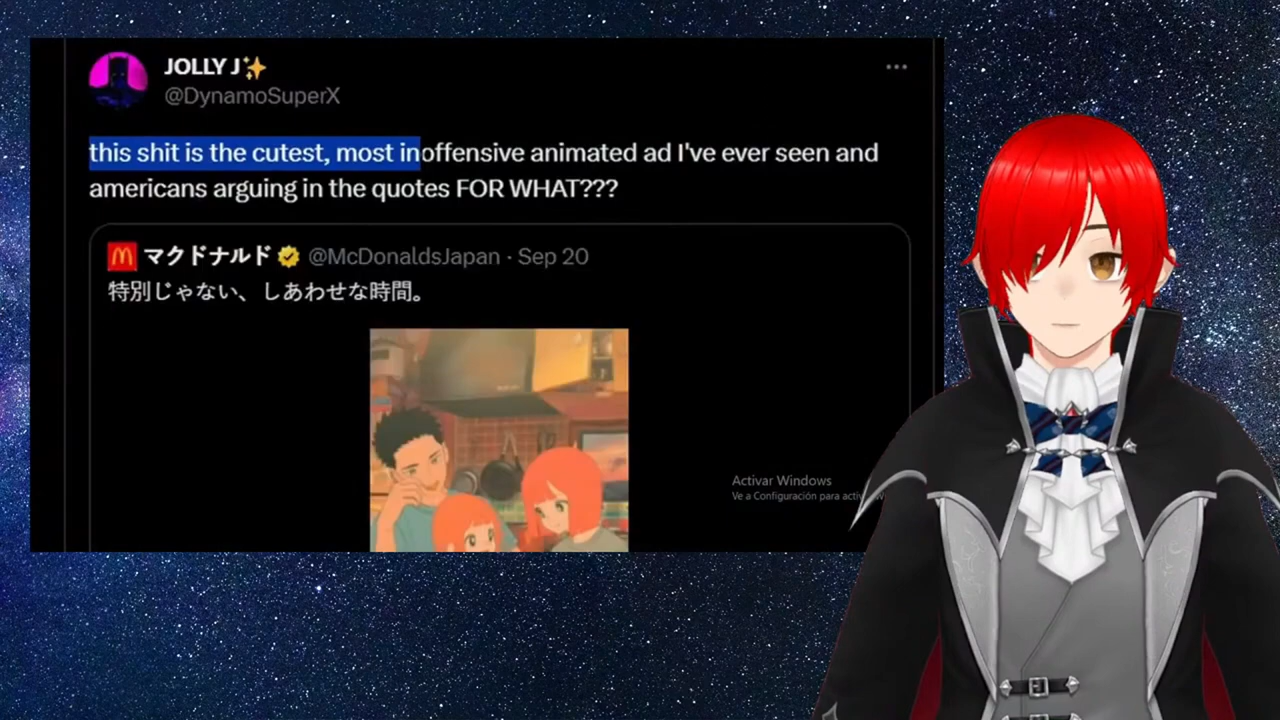 JOLLY J✨
@DynamoSuperX
this shit is the cutest, most inoffensive animated ad I've ever seen and
americans arguing in the quotes FOR WHAT???
マクドナルド @McDonaldsJapan · Sep 20
特別じゃない、しあわせな時間。
Activar Windows
Ve a Configuración para